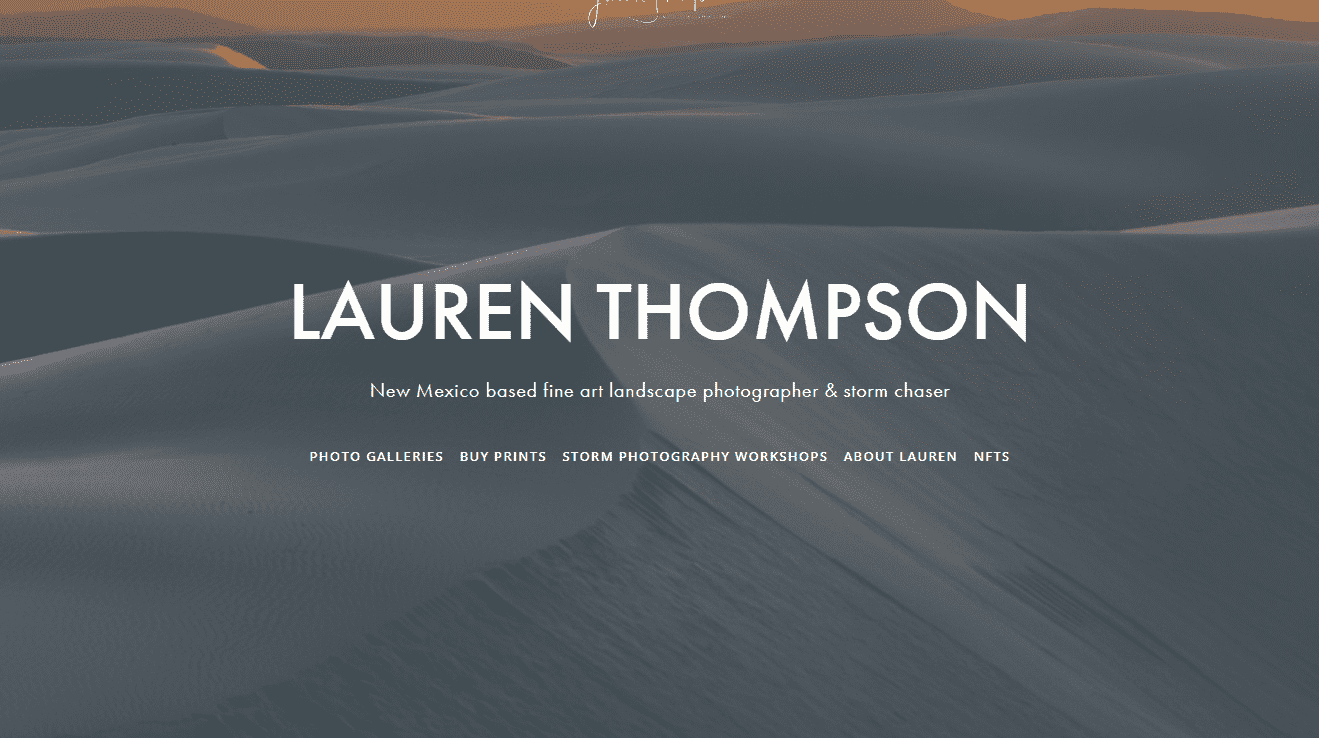 LAUREN THOMPSON
New Mexico based fine art landscape photographer & storm chaser
PHOTO GALLERIES BUY PRINTS STORM PHOTOGRAPHY WORKSHOPS ABOUT LAUREN NFTS